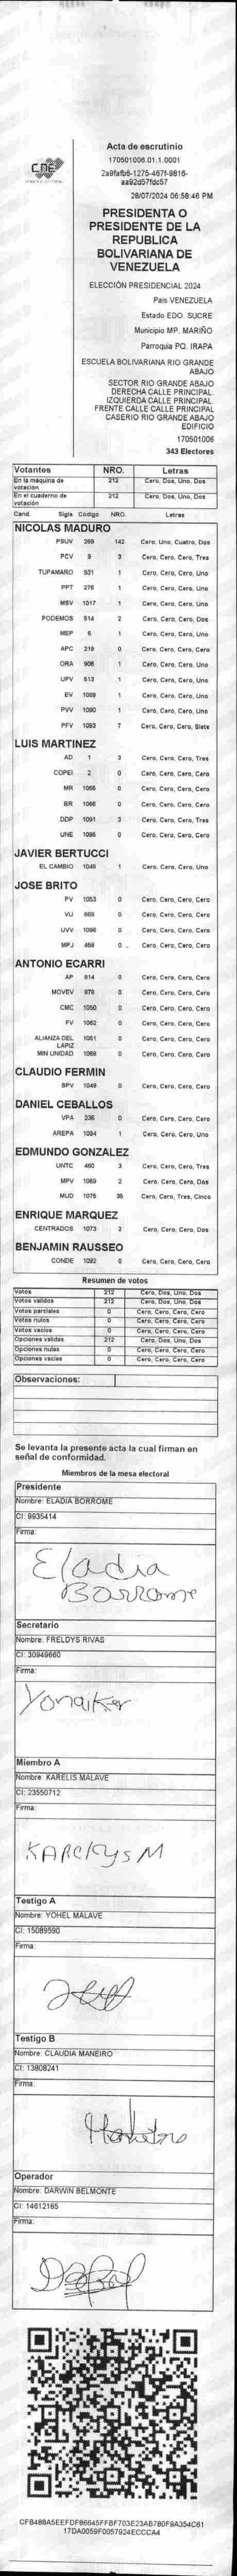 CNE
Acta de escrutinio
170501006.01.1.0001
2a9fafb6-1275-467f-9816-
aa92d57fdc57
28/07/2024 06:58:46 PM
PRESIDENTA O
PRESIDENTE DE LA
REPUBLICA
BOLIVARIANA DE
VENEZUELA
ELECCIÓN PRESIDENCIAL 2024
Pais VENEZUELA
Estado EDO. SUCRE
Municipio MP. MARIÑO
Parroquia PQ. IRAPA
ESCUELA BOLIVARIANA RIO GRANDE
ABAJO
SECTOR RIO GRANDE ABAJO
DERECHA CALLE PRINCIPAL.
IZQUIERDA CALLE PRINCIPAL.
FRENTE CALLE CALLE PRINCIPAL
CASERIO RIO GRANDE ABAJO
EDIFICIO
170501006
343 Electores
Votantes NRO. Letras
En la máquina de votación 212 Cero, Dos, Uno, Dos
En el cuaderno de votación 212 Cero, Dos, Uno, Dos
Cand. Sigla Código NRO. Letras
NICOLAS MADURO
PSUV 269 142 Cero, Uno, Cuatro, Dos
PCV 9 3 Cero, Cero, Cero, Tres
TUPAMARO 931 1 Cero, Cero, Cero, Uno
PPT 276 1 Cero, Cero, Cero, Uno
MSV 1017 1 Cero, Cero, Cero, Uno
PODEMOS 514 2 Cero, Cero, Cero, Dos
MEP 6 1 Cero, Cero, Cero, Uno
APC 219 0 Cero, Cero, Cero, Cero
ORA 906 1 Cero, Cero, Cero, Uno
UPV 613 1 Cero, Cero, Cero, Uno
EV 1089 1 Cero, Cero, Cero, Uno
PVV 1090 1 Cero, Cero, Cero, Uno
PFV 1093 7 Cero, Cero, Cero, Siete
LUIS MARTINEZ
AD 1 3 Cero, Cero, Cero, Tres
COPEI 2 0 Cero, Cero, Cero, Cero
MR 1065 0 Cero, Cero, Cero, Cero
BR 1066 0 Cero, Cero, Cero, Cero
DDP 1091 3 Cero, Cero, Cero, Tres
UNE 1095 0 Cero, Cero, Cero, Cero
JAVIER BERTUCCI
EL CAMBIO 1048 1 Cero, Cero, Cero, Uno
JOSE BRITO
PV 1053 0 Cero, Cero, Cero, Cero
VU 868 0 Cero, Cero, Cero, Cero
UVV 1096 0 Cero, Cero, Cero, Cero
MPJ 458 0 Cero, Cero, Cero, Cero
ANTONIO ECARRI
AP 914 0 Cero, Cero, Cero, Cero
MOVEV 878 0 Cero, Cero, Cero, Cero
CMC 1050 0 Cero, Cero, Cero, Cero
FV 1062 0 Cero, Cero, Cero, Cero
ALIANZA DEL LAPIZ 1051 0 Cero, Cero, Cero, Cero
MIN UNIDAD 1068 0 Cero, Cero, Cero, Cero
CLAUDIO FERMIN
SPV 1049 0 Cero, Cero, Cero, Cero
DANIEL CEBALLOS
VPA 236 0 Cero, Cero, Cero, Cero
AREPA 1094 1 Cero, Cero, Cero, Uno
EDMUNDO GONZALEZ
UNTC 460 3 Cero, Cero, Cero, Tres
MPV 1069 2 Cero, Cero, Cero, Dos
MUD 1076 35 Cero, Cero, Tres, Cinco
ENRIQUE MARQUEZ
CENTRADOS 1073 2 Cero, Cero, Cero, Dos
BENJAMIN RAUSSEO
CONDE 1092 0 Cero, Cero, Cero, Cero
Resumen de votos
Votos 212 Cero, Dos, Uno, Dos
Votos validos 212 Cero, Dos, Uno, Dos
Votos parciales 0 Cero, Cero, Cero, Cero
Votos nulos 0 Cero, Cero, Cero, Cero
Votos vacios 0 Cero, Cero, Cero, Cero
Opciones validas 212 Cero, Dos, Uno, Dos
Opciones nulas 0 Cero, Cero, Cero, Cero
Opciones vacias 0 Cero, Cero, Cero, Cero
Observaciones:
Se levanta la presente acta la cual firman en
señal de conformidad.
Miembros de la mesa electoral
Presidente
Nombre: ELADIA BORROME
CI: 9935414
Firma:
Eladia
Borrome
Secretario
Nombre: FRELDYS RIVAS
CI: 30949660
Firma:
Yonaiker
Miembro A
Nombre: KARELIS MALAVE
CI: 23550712
Firma:
KARCKYS M
Testigo A
Nombre: YOHEL MALAVE
CI: 15089590
Firma:
Testigo B
Nombre: CLAUDIA MANEIRO
CI: 13808241
Firma:
Operador
Nombre: DARWIN BELMONTE
CI: 14612165
Firma:
CFB488A5EEFDF86645FFBF703E23AB7B0F9A354C61
17DA0059F0057924ECCCA4